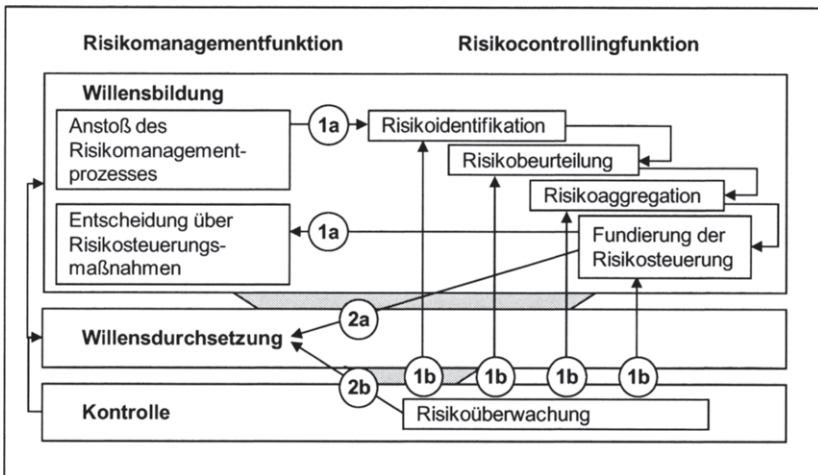 Risikomanagementfunktion
Risikocontrollingfunktion
Willensbildung
Anstoß des
Risikomanagement-
prozesses
1a
Risikoidentifikation
Risikobeurteilung
Risikoaggregation
Entscheidung über
Risikosteuerungs-
maßnahmen
1a
Fundierung der
Risikosteuerung
2a
Willensdurchsetzung
2b
1b
1b
1b
1b
Kontrolle
Risikoüberwachung